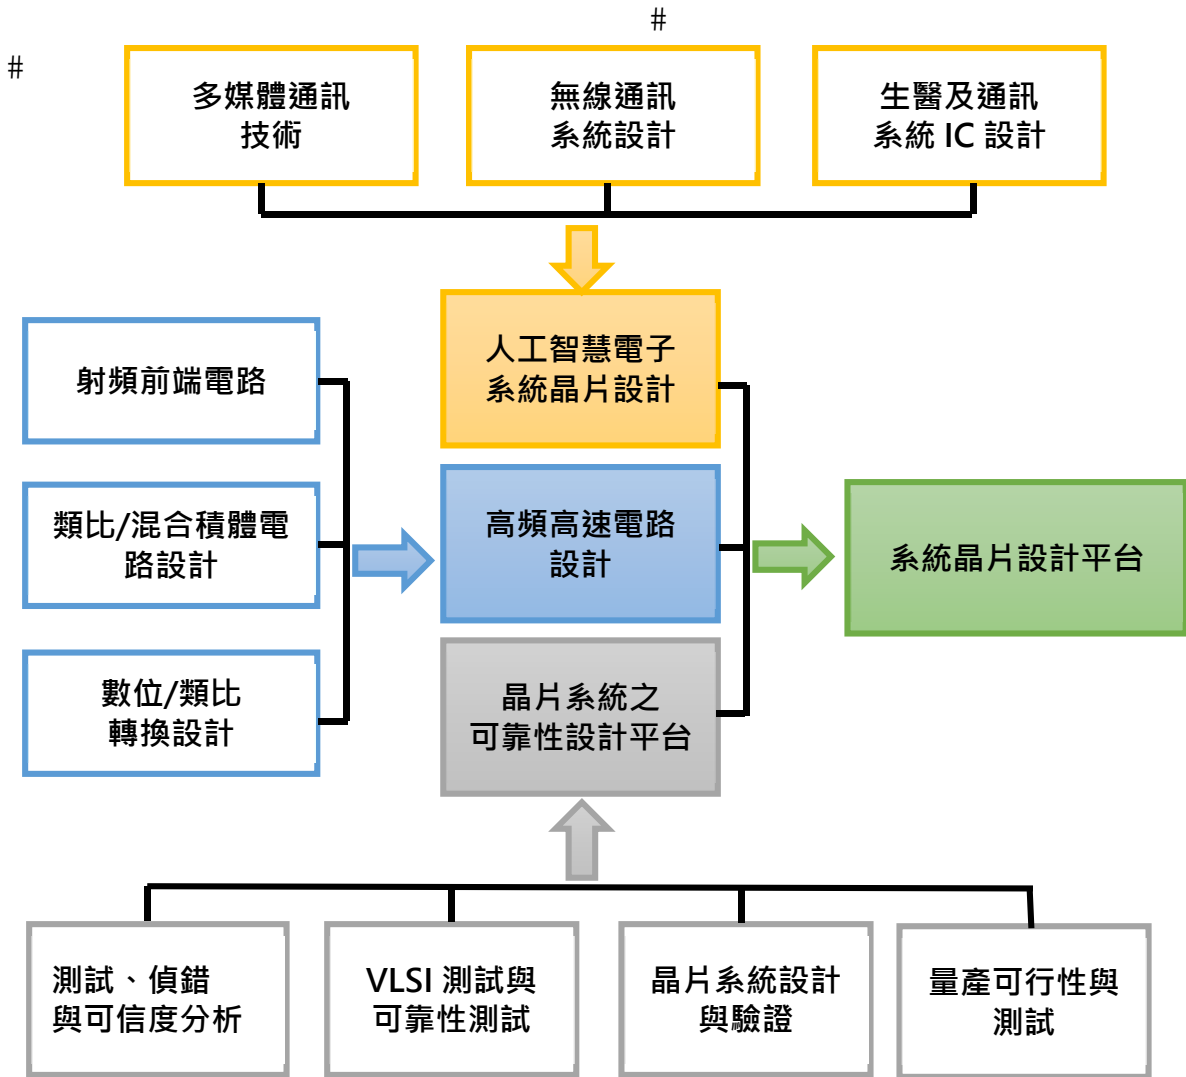 #
#
多媒體通訊
技術
無線通訊
系統設計
生醫及通訊
系統 IC 設計
人工智慧電子
系統晶片設計
射頻前端電路
類比/混合積體電
路設計
高頻高速電路
設計
系統晶片設計平台
數位/類比
轉換設計
晶片系統之
可靠性設計平台
測試、偵錯
與可信度分析
VLSI 測試與
可靠性測試
晶片系統設計
與驗證
量產可行性與
測試